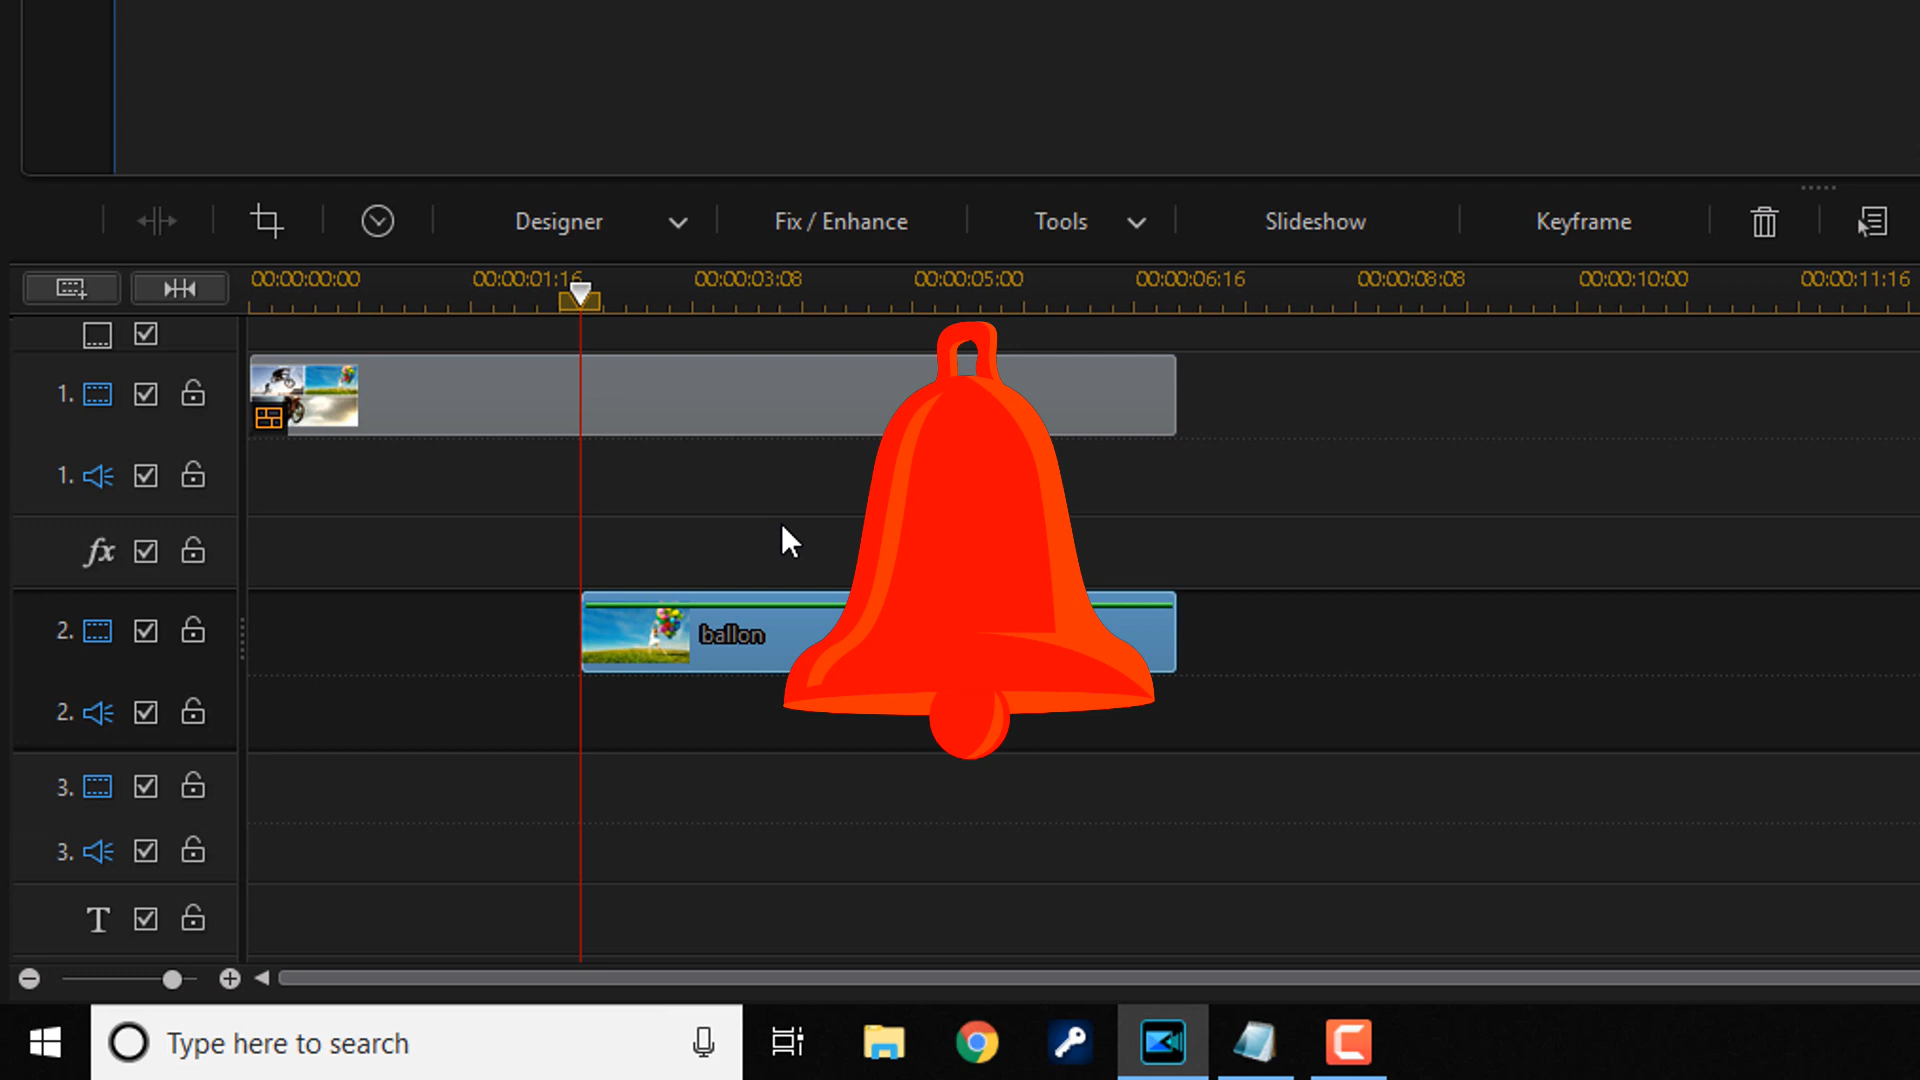 Designer Fix / Enhance Tools Slideshow Keyframe
00:00:00:00 00:00:01:16 00:00:03:08 00:00:05:00 00:00:06:16 00:00:08:08 00:00:10:00 00:00:11:16
1.
1.
fx
2. ballon
2.
3.
3.
T
Type here to search